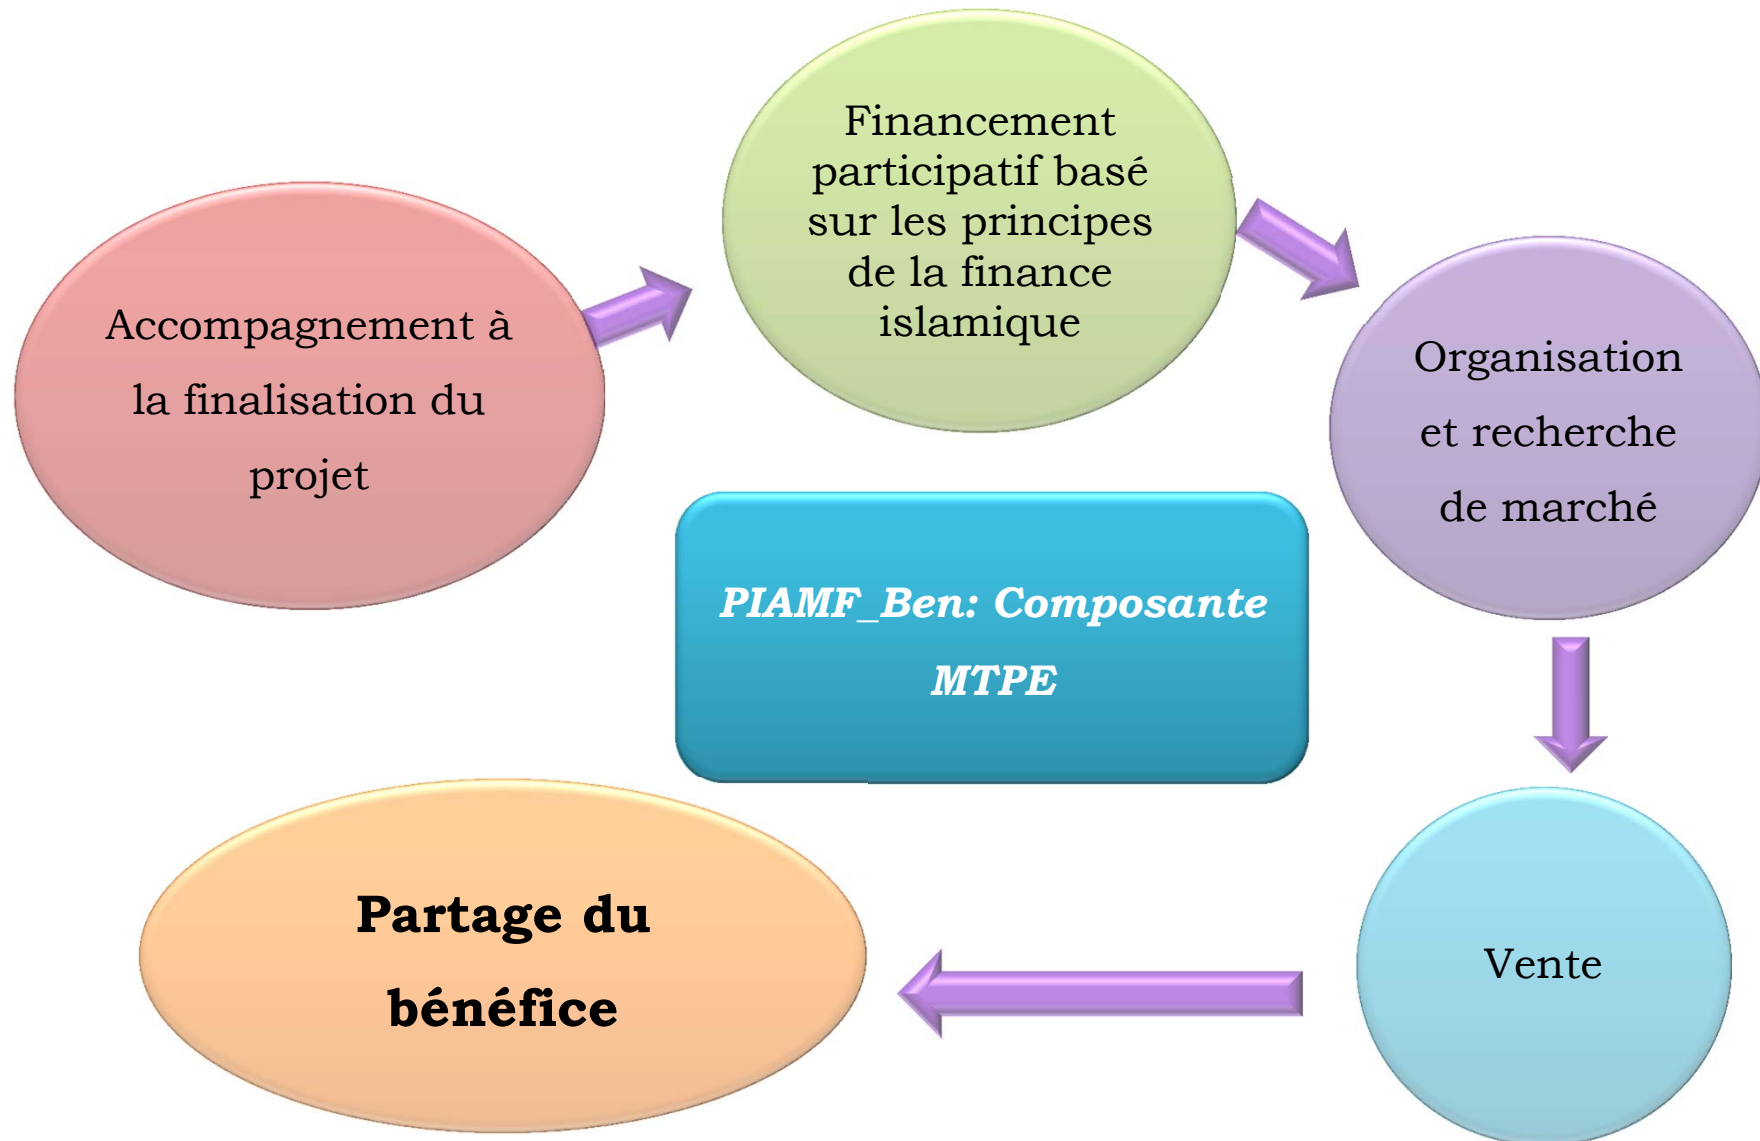 Accompagnement à
la finalisation du
projet
Financement
participatif basé
sur les principes
de la finance
islamique
Organisation
et recherche
de marché
PIAMF_Ben: Composante
MTPE
Vente
Partage du
bénéfice